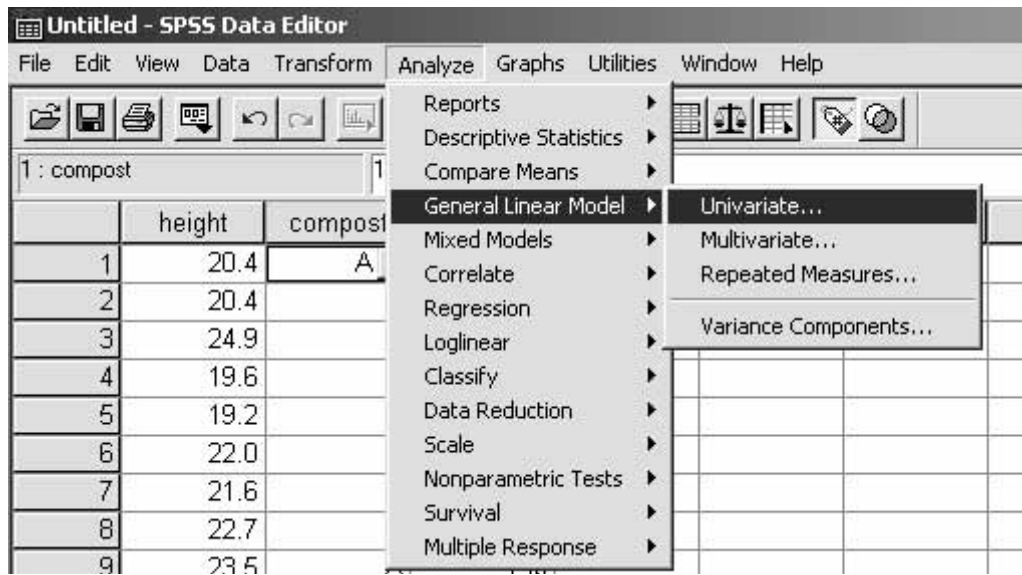 Untitled - SPSS Data Editor
File Edit View Data Transform Analyze Graphs Utilities Window Help
1 : compost 1
height compost
1 20.4 A
2 20.4
3 24.9
4 19.6
5 19.2
6 22.0
7 21.6
8 22.7
9 23.5
Reports
Descriptive Statistics
Compare Means
General Linear Model
Mixed Models
Correlate
Regression
Loglinear
Classify
Data Reduction
Scale
Nonparametric Tests
Survival
Multiple Response
Univariate...
Multivariate...
Repeated Measures...
Variance Components...